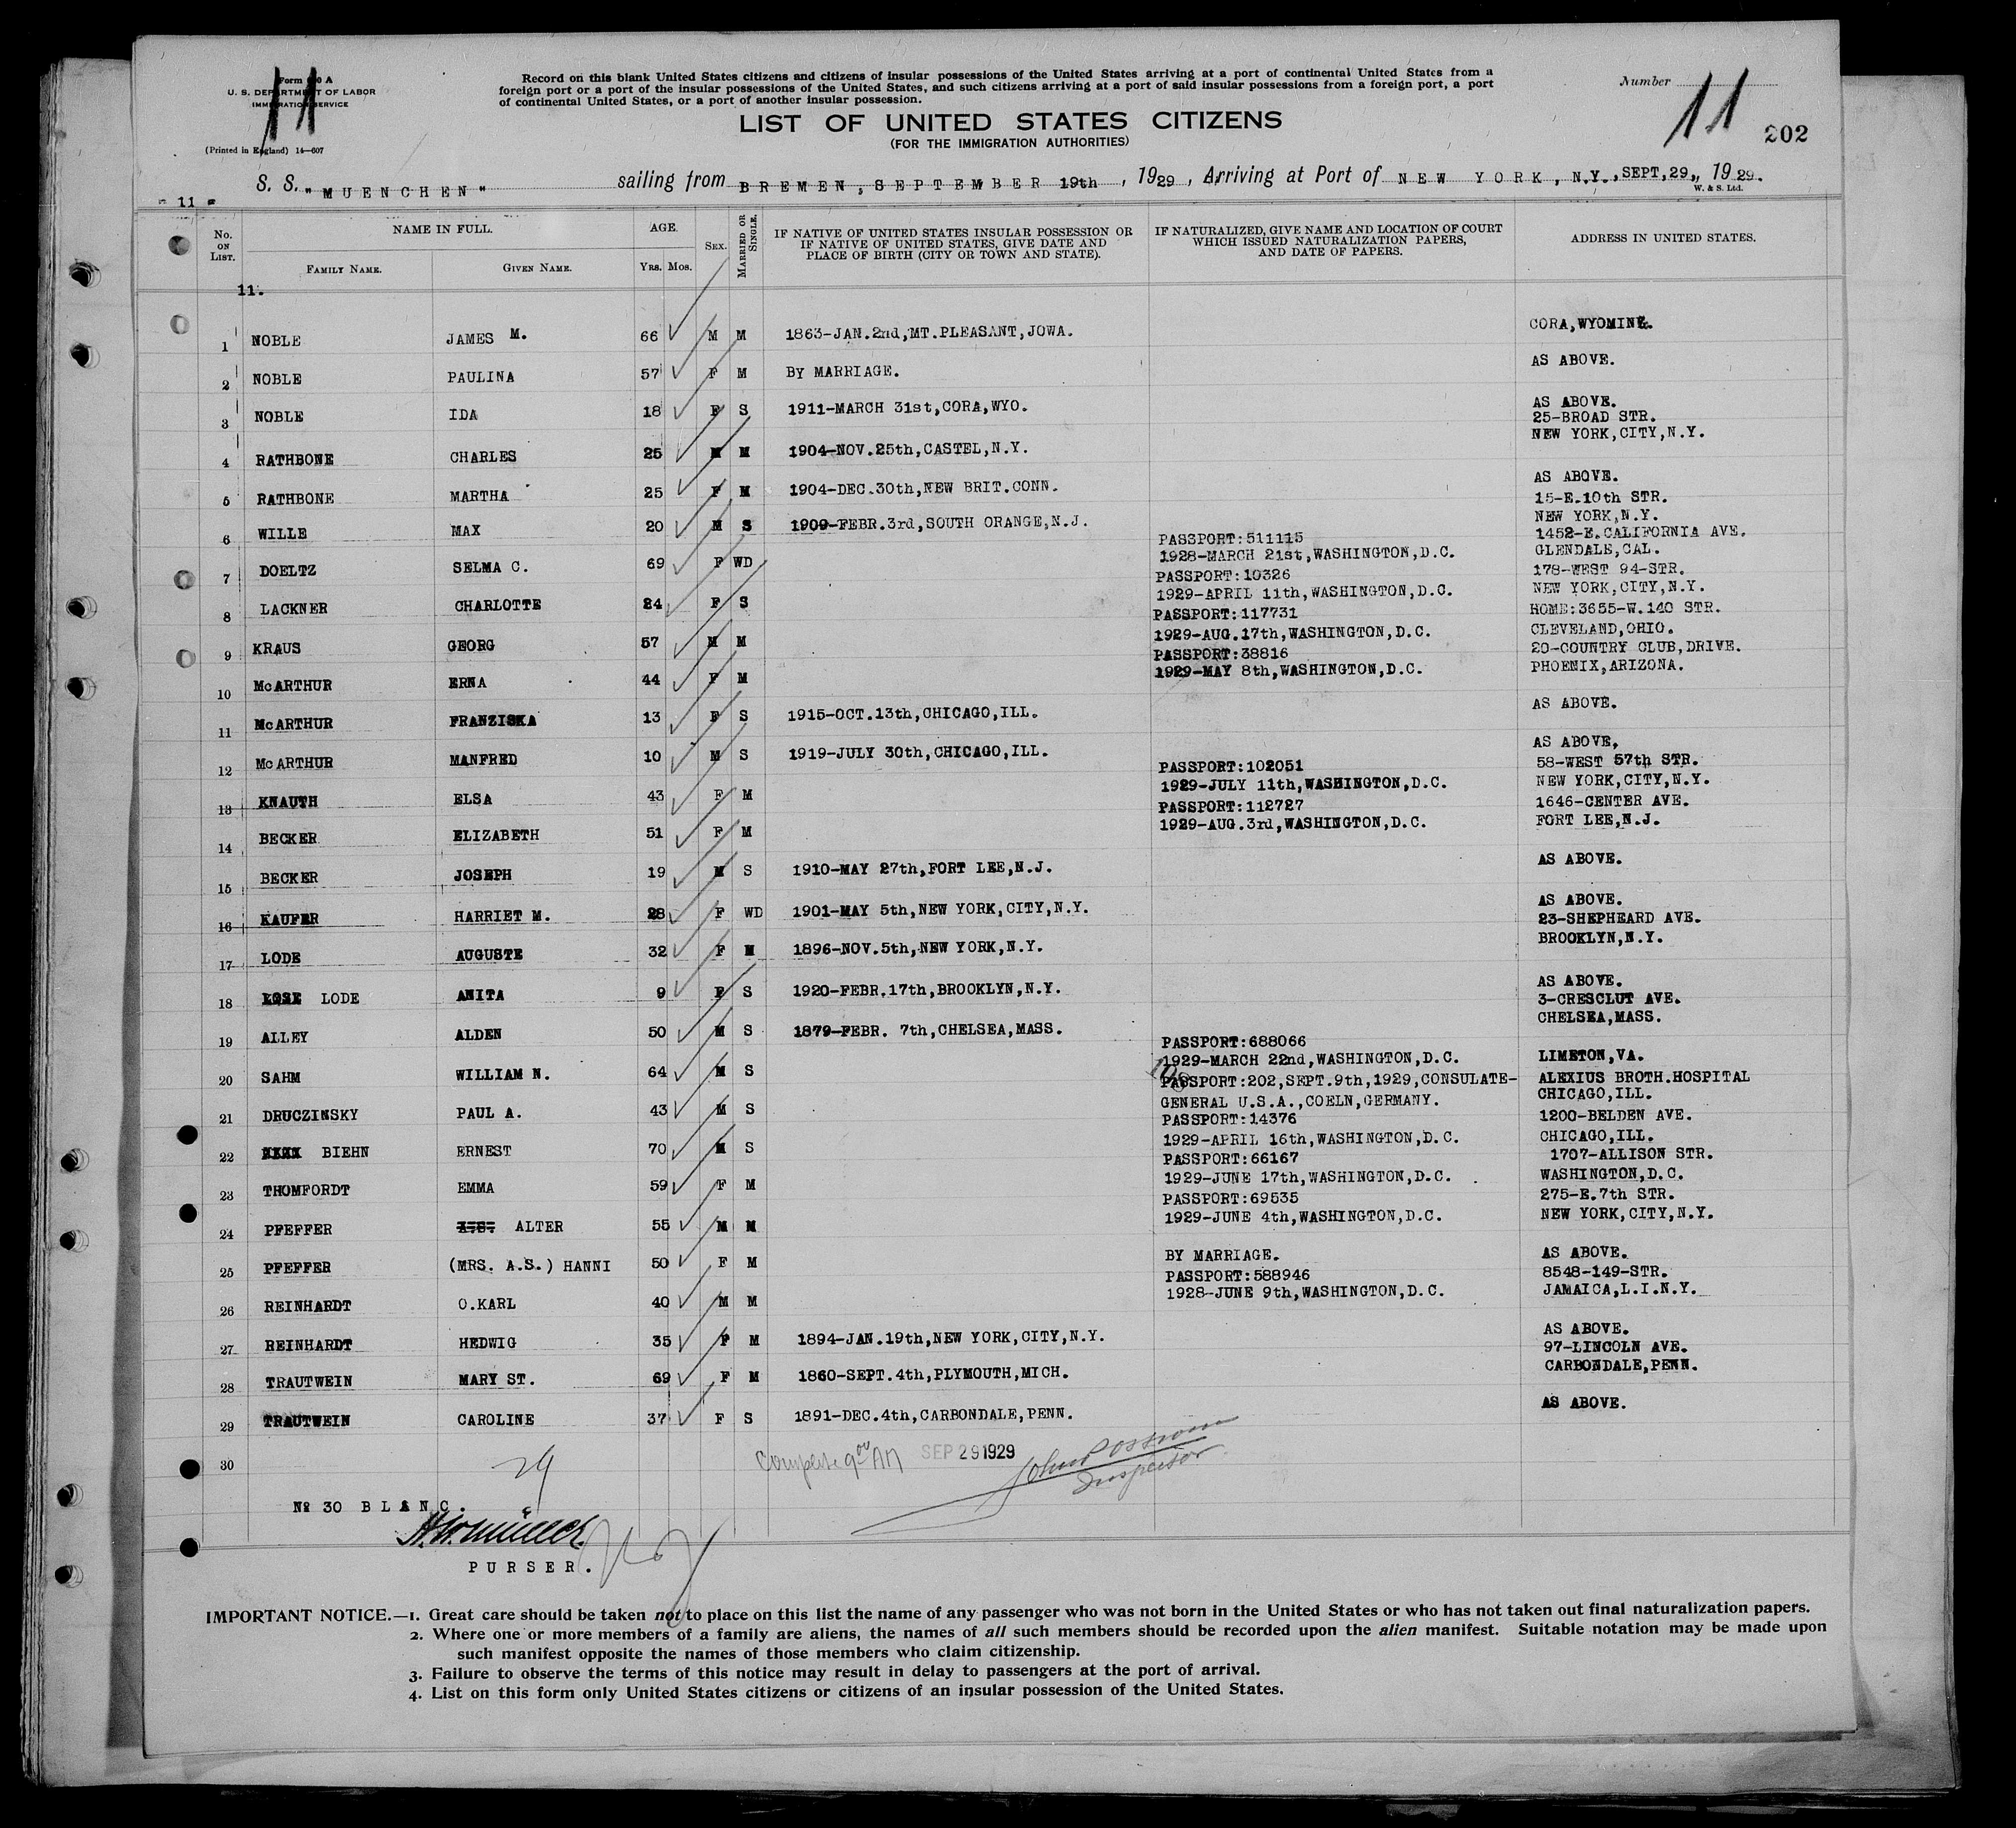 Form 630 A
U. S. DEPARTMENT OF LABOR
IMMIGRATION SERVICE
(Printed in England) 14—607
11
Record on this blank United States citizens and citizens of insular possessions of the United States arriving at a port of continental United States from a
foreign port or a port of the insular possessions of the United States, and such citizens arriving at a port of said insular possessions from a foreign port, a port
of continental United States, or a port of another insular possession.
LIST OF UNITED STATES CITIZENS
(FOR THE IMMIGRATION AUTHORITIES)
Number 11
202
S. S. "MUENCHEN" sailing from BREMEN, SEPTEMBER 19th, 1929, Arriving at Port of NEW YORK, N.Y., SEPT, 29., 1929.
W. & S. Ltd.
- 11 -
No. ON LIST. NAME IN FULL. AGE. SEX. MARRIED OR SINGLE. IF NATIVE OF UNITED STATES INSULAR POSSESSION OR IF NATIVE OF UNITED STATES, GIVE DATE AND PLACE OF BIRTH (CITY OR TOWN AND STATE). IF NATURALIZED, GIVE NAME AND LOCATION OF COURT WHICH ISSUED NATURALIZATION PAPERS, AND DATE OF PAPERS. ADDRESS IN UNITED STATES.
FAMILY NAME. GIVEN NAME. YRS. MOS.
11.
1 NOBLE JAMES M. 66 M M 1863-JAN.2nd,MT.PLEASANT,JOWA. CORA,WYOMING.
2 NOBLE PAULINA 57 F M BY MARRIAGE. AS ABOVE.
3 NOBLE IDA 18 F S 1911-MARCH 31st,CORA,WYO. AS ABOVE.
4 RATHBONE CHARLES 25 M M 1904-NOV.25th,CASTEL,N.Y. 25-BROAD STR. NEW YORK,CITY,N.Y.
5 RATHBONE MARTHA 25 F M 1904-DEC.30th,NEW BRIT.CONN. AS ABOVE.
6 WILLE MAX 20 M S 1909-FEBR.3rd,SOUTH ORANGE,N.J. 15-E.10th STR. NEW YORK,N.Y.
7 DOELTZ SELMA C. 69 F WD PASSPORT:511115 1928-MARCH 21st,WASHINGTON,D.C. 1452-E.CALIFORNIA AVE. GLENDALE,CAL.
8 LACKNER CHARLOTTE 24 F S PASSPORT:10326 1929-APRIL 11th,WASHINGTON,D.C. 178-WEST 94-STR. NEW YORK,CITY,N.Y.
9 KRAUS GEORG 57 M M PASSPORT:117731 1929-AUG.17th,WASHINGTON,D.C. HOME:3655-W.140 STR. CLEVELAND,OHIO.
10 McARTHUR ERNA 44 F M PASSPORT:38816 1929-MAY 8th,WASHINGTON,D.C. 20-COUNTRY CLUB,DRIVE. PHOENIX,ARIZONA.
11 McARTHUR FRANZISKA 13 F S 1915-OCT.13th,CHICAGO,ILL. AS ABOVE.
12 McARTHUR MANFRED 10 M S 1919-JULY 30th,CHICAGO,ILL. AS ABOVE,
13 KNAUTH ELSA 43 F M PASSPORT:102051 1929-JULY 11th,WASHINGTON,D.C. 58-WEST 57th STR. NEW YORK,CITY,N.Y.
14 BECKER ELIZABETH 51 F M PASSPORT:112727 1929-AUG.3rd,WASHINGTON,D.C. 1646-CENTER AVE. FORT LEE,N.J.
15 BECKER JOSEPH 19 M S 1910-MAY 27th,FORT LEE,N.J. AS ABOVE.
16 KAUFER HARRIET M. 28 F WD 1901-MAY 5th,NEW YORK,CITY,N.Y. AS ABOVE.
17 LODE AUGUSTE 32 F M 1896-NOV.5th,NEW YORK,N.Y. 23-SHEPHEARD AVE. BROOKLYN,N.Y.
18 LODE ANITA 9 F S 1920-FEBR.17th,BROOKLYN,N.Y. AS ABOVE.
19 ALLEY ALDEN 50 M S 1879-FEBR. 7th,CHELSEA,MASS. 3-CRESCLUT AVE. CHELSEA,MASS.
20 SAHM WILLIAM N. 64 M S PASSPORT:688066 1929-MARCH 22nd,WASHINGTON,D.C. LIMETON,VA.
21 DRUCZINSKY PAUL A. 43 M S PASSPORT:202,SEPT.9th,1929,CONSULATE- GENERAL U.S.A.,COELN,GERMANY. ALEXIUS BROTH.HOSPITAL CHICAGO,ILL.
22 BIEHN ERNEST 70 M S PASSPORT:14376 1929-APRIL 16th,WASHINGTON,D.C. 1200-BELDEN AVE. CHICAGO,ILL.
23 THOMFORDT EMMA 59 F M PASSPORT:66167 1929-JUNE 17th,WASHINGTON,D.C. 1707-ALLISON STR. WASHINGTON,D.C.
24 PFEFFER ALTER 55 M M PASSPORT:69535 1929-JUNE 4th,WASHINGTON,D.C. 275-E.7th STR. NEW YORK,CITY,N.Y.
25 PFEFFER (MRS. A.S.) HANNI 50 F M BY MARRIAGE. AS ABOVE.
26 REINHARDT O.KARL 40 M M PASSPORT:588946 1928-JUNE 9th,WASHINGTON,D.C. 8548-149-STR. JAMAICA,L.I.N.Y.
27 REINHARDT HEDWIG 35 F M 1894-JAN.19th,NEW YORK,CITY,N.Y. AS ABOVE.
28 TRAUTWEIN MARY ST. 69 F M 1860-SEPT.4th,PLYMOUTH,MICH. 97-LINCOLN AVE. CARBONDALE,PENN.
29 TRAUTWEIN CAROLINE 37 F S 1891-DEC.4th,CARBONDALE,PENN. AS ABOVE.
30
29 Complete 9 00 AM SEP 29 1929 John Inspector
No 30 BLANC.
PURSER.
IMPORTANT NOTICE.—1. Great care should be taken not to place on this list the name of any passenger who was not born in the United States or who has not taken out final naturalization papers.
2. Where one or more members of a family are aliens, the names of all such members should be recorded upon the alien manifest. Suitable notation may be made upon
such manifest opposite the names of those members who claim citizenship.
3. Failure to observe the terms of this notice may result in delay to passengers at the port of arrival.
4. List on this form only United States citizens or citizens of an insular possession of the United States.